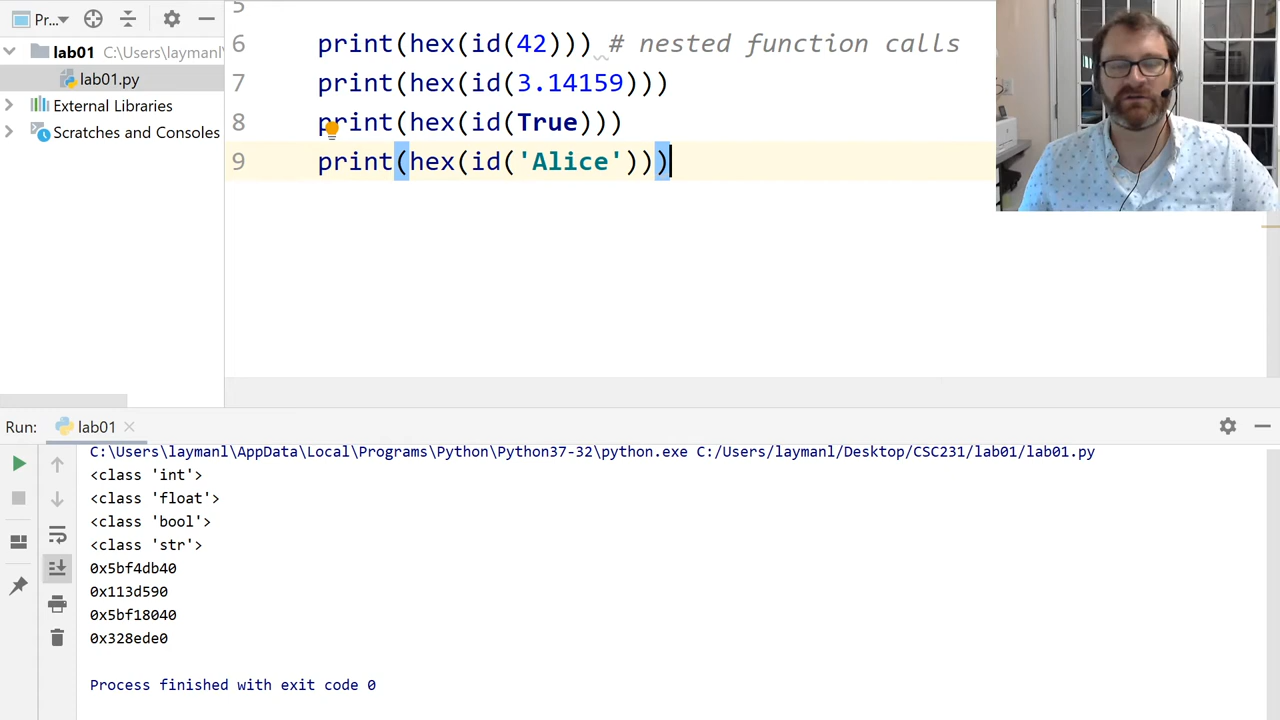 Pr...
lab01 C:\Users\laymanl\
lab01.py
External Libraries
Scratches and Consoles
5
6 print(hex(id(42))) # nested function calls
7 print(hex(id(3.14159)))
8 print(hex(id(True)))
9 print(hex(id('Alice')))
Run: lab01
C:\Users\laymanl\AppData\Local\Programs\Python\Python37-32\python.exe C:/Users/laymanl/Desktop/CSC231/lab01/lab01.py
<class 'int'>
<class 'float'>
<class 'bool'>
<class 'str'>
0x5bf4db40
0x113d590
0x5bf18040
0x328ede0
Process finished with exit code 0